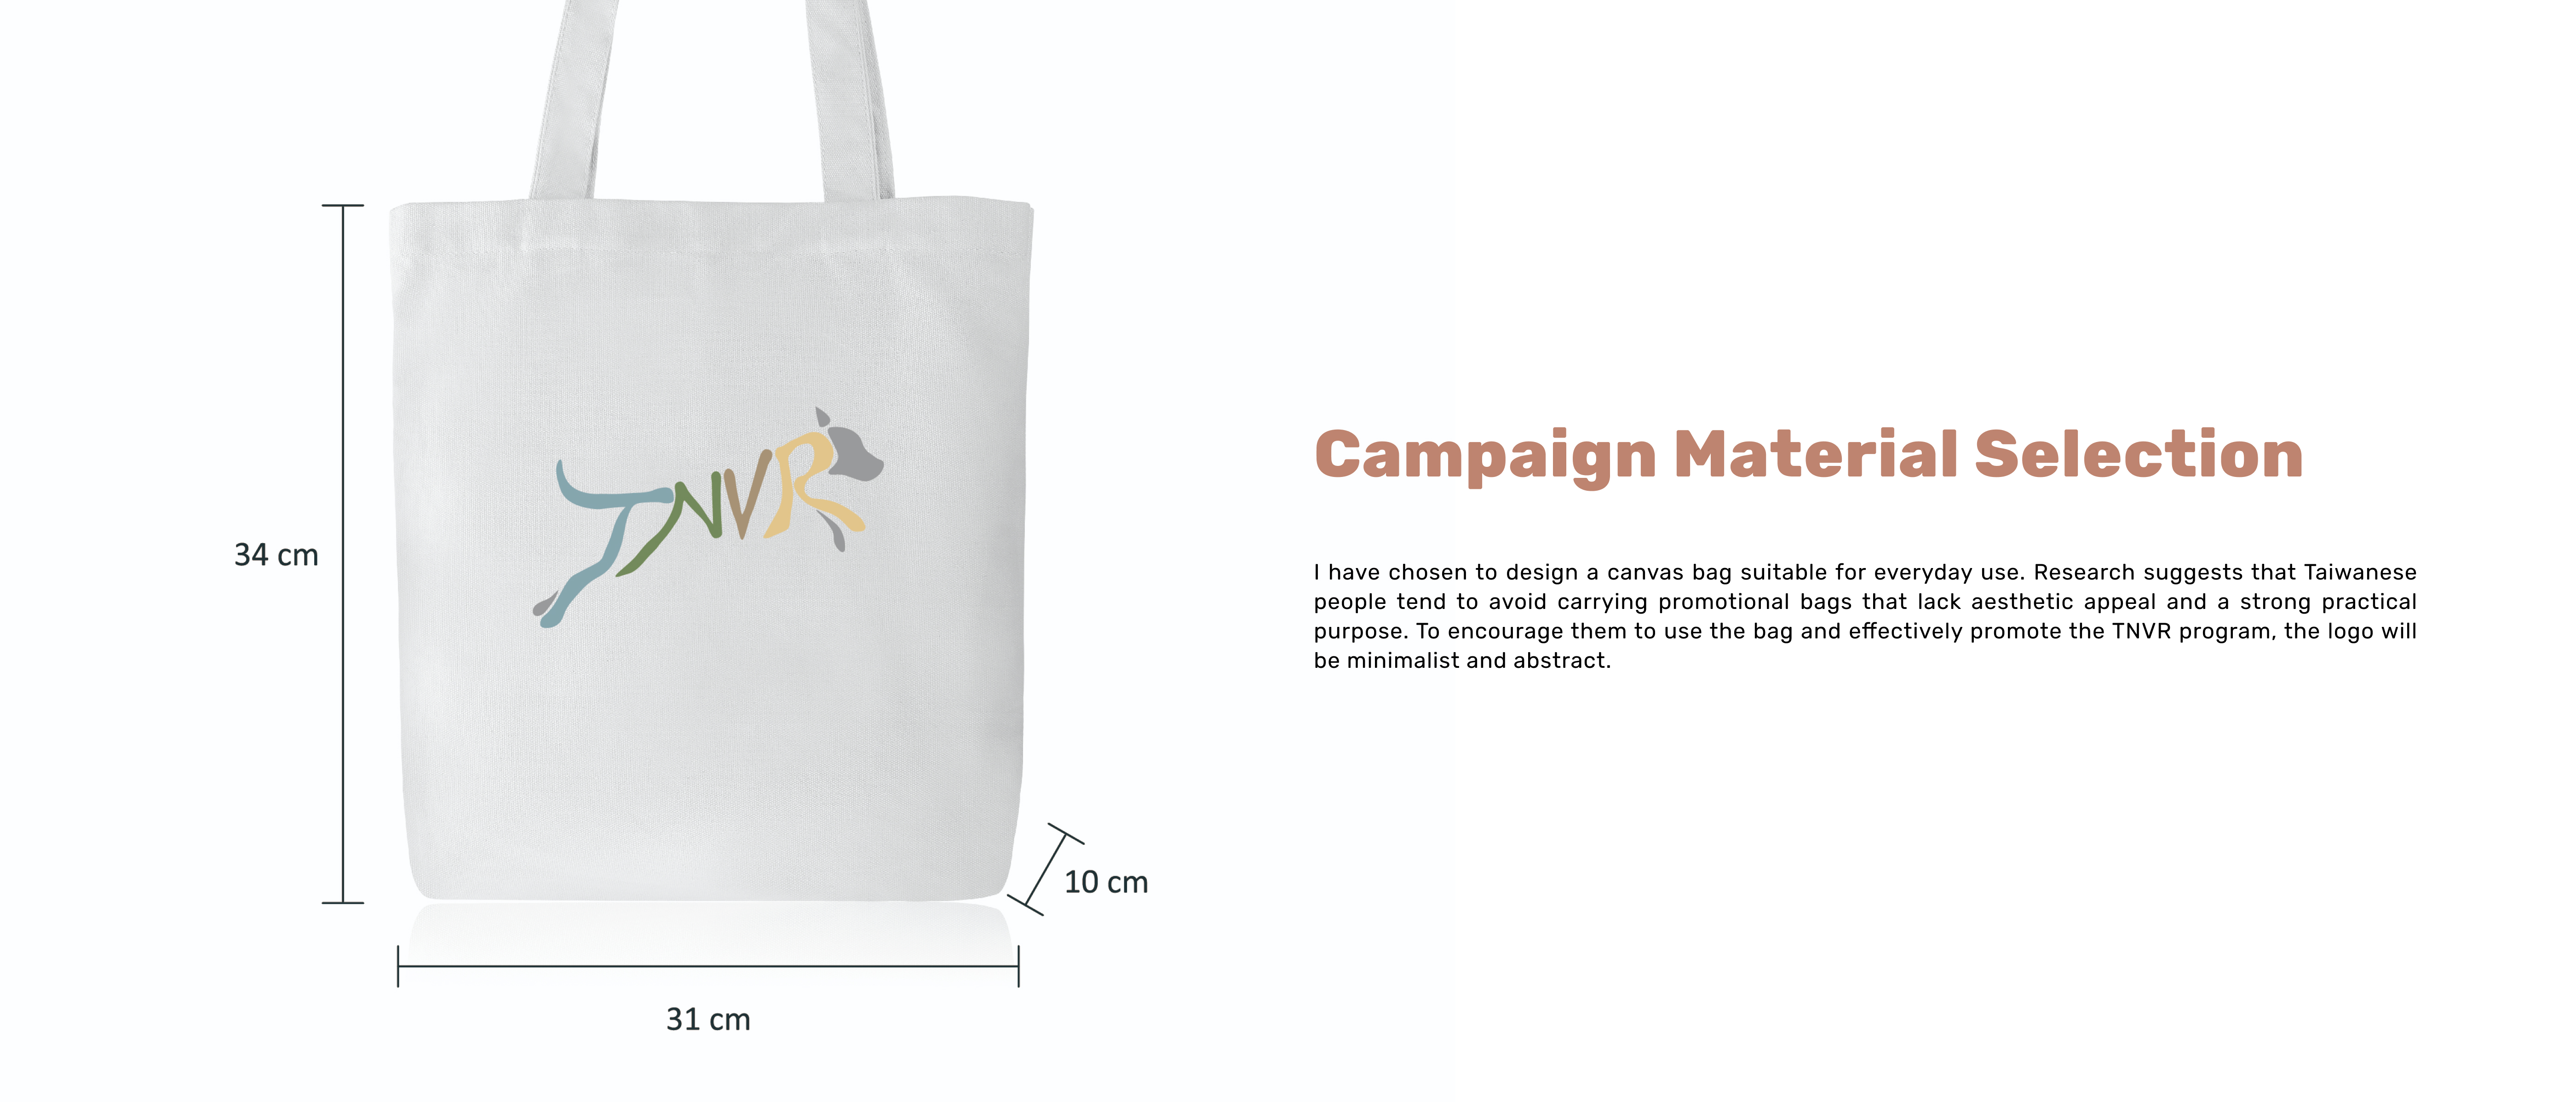 TNVR
34 cm
10 cm
31 cm
Campaign Material Selection
I have chosen to design a canvas bag suitable for everyday use. Research suggests that Taiwanese
people tend to avoid carrying promotional bags that lack aesthetic appeal and a strong practical
purpose. To encourage them to use the bag and effectively promote the TNVR program, the logo will
be minimalist and abstract.